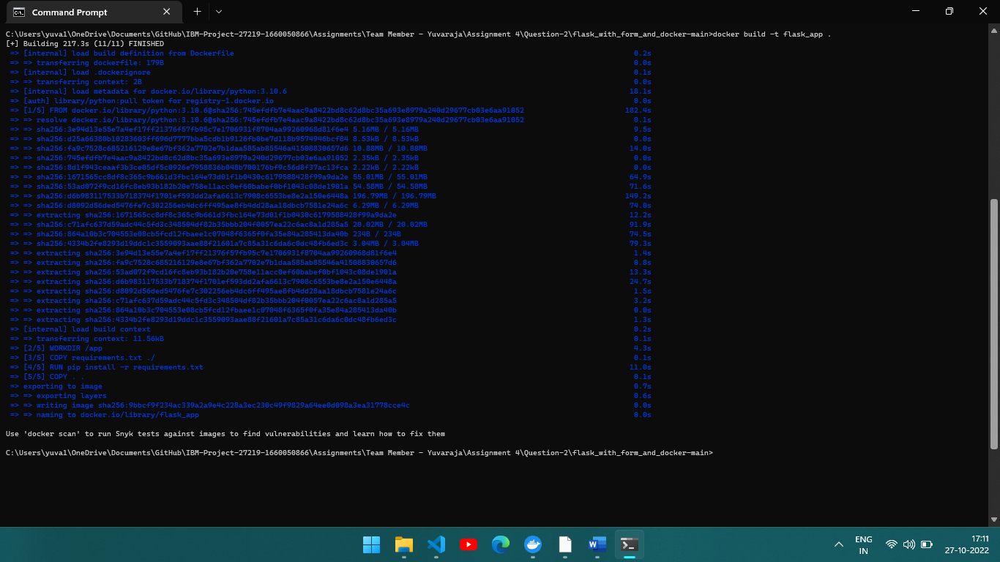 Command Prompt
C:\Users\yuva1\OneDrive\Documents\GitHub\IBM-Project-27219-1660050866\Assignments\Team Member - Yuvaraja\Assignment 4\Question-2\flask_with_form_and_docker-main>docker build -t flask_app .
[+] Building 217.3s (11/11) FINISHED
=> [internal] load build definition from Dockerfile 0.2s
=> => transferring dockerfile: 179B 0.0s
=> [internal] load .dockerignore 0.1s
=> => transferring context: 2B 0.0s
=> [internal] load metadata for docker.io/library/python:3.10.6 18.1s
=> [auth] library/python:pull token for registry-1.docker.io 0.0s
=> [1/5] FROM docker.io/library/python:3.10.6@sha256:745efdfb7e4aac9a8422bd8c62d8bc35a693e8979a240d29677cb03e6aa91052 182.4s
=> => resolve docker.io/library/python:3.10.6@sha256:745efdfb7e4aac9a8422bd8c62d8bc35a693e8979a240d29677cb03e6aa91052 0.1s
=> => sha256:3e94d13e55e7a4ef17ff21376f57fb95c7e1706931f8704aa99260968d81f6e4 5.16MB / 5.16MB 9.5s
=> => sha256:d25a66380b10283603ff696d7777bba5cdb1b9126fb0be7d118b9574946bcf84 8.53kB / 8.53kB 0.0s
=> => sha256:fa9c7528c685216129e8e67bf362a7702e7b1daa585ab85546a41508830657d6 10.88MB / 10.88MB 14.0s
=> => sha256:745efdfb7e4aac9a8422bd8c62d8bc35a693e8979a240d29677cb03e6aa91052 2.35kB / 2.35kB 0.0s
=> => sha256:8d1f943ceaaf3b3ce05df5c0926e7958836b048b700176bf9c56d8f37ac13fca 2.22kB / 2.22kB 0.0s
=> => sha256:1671565cc8df8c365c9b661d3fbc164e73d01f1b0430c6179588428f99a9da2e 55.01MB / 55.01MB 64.9s
=> => sha256:53ad072f9cd16fc8eb93b182b20e758e11acc0ef60babef0bf1043c08de1901a 54.58MB / 54.58MB 71.6s
=> => sha256:d6b983117533b718374f1701ef593dd2afa6613c7908c6553be8e2a150e6448a 196.79MB / 196.79MB 149.2s
=> => sha256:d8092d56ded5476fe7c302256eb4dc6ff495ae8fb4dd28aa18dbcb7581e24a6c 6.29MB / 6.29MB 74.0s
=> => extracting sha256:1671565cc8df8c365c9b661d3fbc164e73d01f1b0430c6179588428f99a9da2e 12.2s
=> => sha256:c71afc637d59adc44c5fd3c348504df82b35bbb204f0057ea22c6ac8a1d285a5 20.02MB / 20.02MB 91.9s
=> => sha256:864a10b3c704553e08cb5fcd12fbaee1c07048f6365f0fa35e84a285413da40b 234B / 234B 74.5s
=> => sha256:4334b2fe8293d19ddc1c3559093aae88f21601a7c85a31c6da6c0dc48fb6ed3c 3.04MB / 3.04MB 79.3s
=> => extracting sha256:3e94d13e55e7a4ef17ff21376f57fb95c7e1706931f8704aa99260968d81f6e4 1.4s
=> => extracting sha256:fa9c7528c685216129e8e67bf362a7702e7b1daa585ab85546a41508830657d6 0.8s
=> => extracting sha256:53ad072f9cd16fc8eb93b182b20e758e11acc0ef60babef0bf1043c08de1901a 13.3s
=> => extracting sha256:d6b983117533b718374f1701ef593dd2afa6613c7908c6553be8e2a150e6448a 24.7s
=> => extracting sha256:d8092d56ded5476fe7c302256eb4dc6ff495ae8fb4dd28aa18dbcb7581e24a6c 1.5s
=> => extracting sha256:c71afc637d59adc44c5fd3c348504df82b35bbb204f0057ea22c6ac8a1d285a5 3.2s
=> => extracting sha256:864a10b3c704553e08cb5fcd12fbaee1c07048f6365f0fa35e84a285413da40b 0.0s
=> => extracting sha256:4334b2fe8293d19ddc1c3559093aae88f21601a7c85a31c6da6c0dc48fb6ed3c 1.3s
=> [internal] load build context 0.2s
=> => transferring context: 11.56kB 0.1s
=> [2/5] WORKDIR /app 4.3s
=> [3/5] COPY requirements.txt ./ 0.1s
=> [4/5] RUN pip install -r requirements.txt 11.0s
=> [5/5] COPY . . 0.1s
=> exporting to image 0.7s
=> => exporting layers 0.6s
=> => writing image sha256:9bbcf9f234ac339a2a9e4c228a3ec230c49f9829a64ee0d098a3ea31778cce4c 0.0s
=> => naming to docker.io/library/flask_app 0.0s
Use 'docker scan' to run Snyk tests against images to find vulnerabilities and learn how to fix them
C:\Users\yuva1\OneDrive\Documents\GitHub\IBM-Project-27219-1660050866\Assignments\Team Member - Yuvaraja\Assignment 4\Question-2\flask_with_form_and_docker-main>
ENG
IN
17:11
27-10-2022